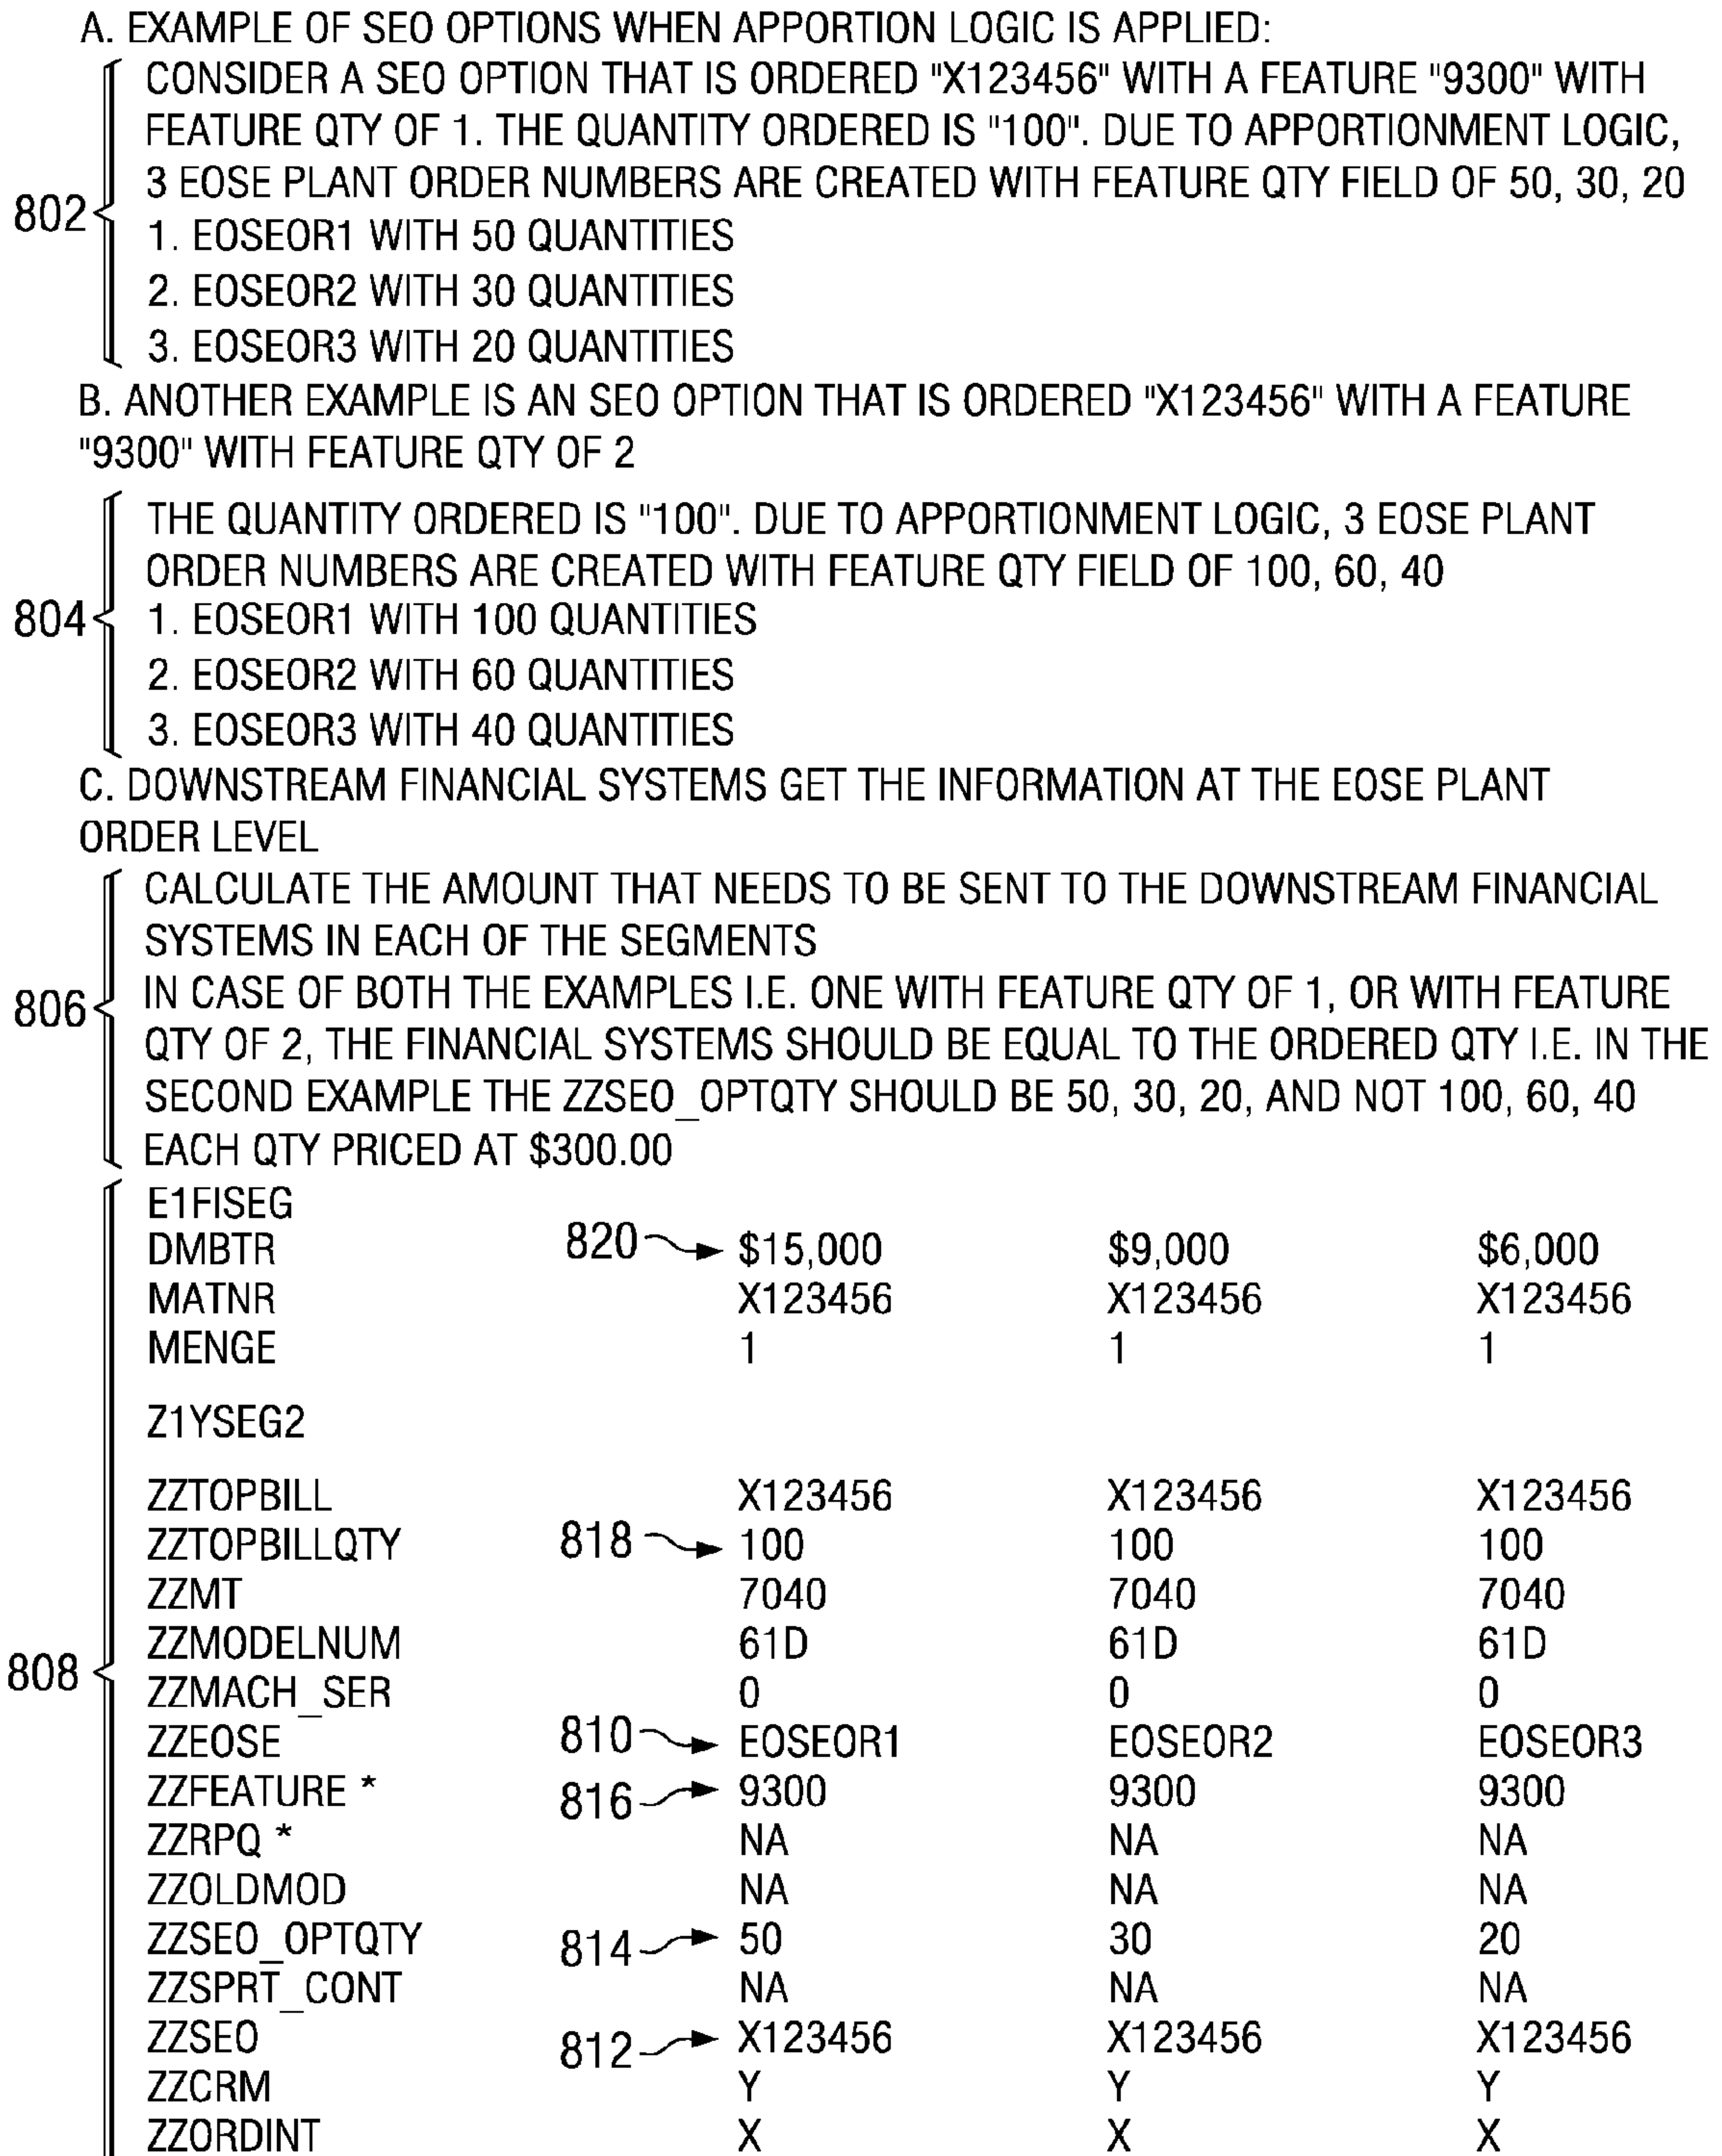 A. EXAMPLE OF SEO OPTIONS WHEN APPORTION LOGIC IS APPLIED:
CONSIDER A SEO OPTION THAT IS ORDERED "X123456" WITH A FEATURE "9300" WITH
FEATURE QTY OF 1. THE QUANTITY ORDERED IS "100". DUE TO APPORTIONMENT LOGIC,
3 EOSE PLANT ORDER NUMBERS ARE CREATED WITH FEATURE QTY FIELD OF 50, 30, 20
802
1. EOSEOR1 WITH 50 QUANTITIES
2. EOSEOR2 WITH 30 QUANTITIES
3. EOSEOR3 WITH 20 QUANTITIES
B. ANOTHER EXAMPLE IS AN SEO OPTION THAT IS ORDERED "X123456" WITH A FEATURE
"9300" WITH FEATURE QTY OF 2
THE QUANTITY ORDERED IS "100". DUE TO APPORTIONMENT LOGIC, 3 EOSE PLANT
ORDER NUMBERS ARE CREATED WITH FEATURE QTY FIELD OF 100, 60, 40
804 1. EOSEOR1 WITH 100 QUANTITIES
2. EOSEOR2 WITH 60 QUANTITIES
3. EOSEOR3 WITH 40 QUANTITIES
C. DOWNSTREAM FINANCIAL SYSTEMS GET THE INFORMATION AT THE EOSE PLANT
ORDER LEVEL
CALCULATE THE AMOUNT THAT NEEDS TO BE SENT TO THE DOWNSTREAM FINANCIAL
SYSTEMS IN EACH OF THE SEGMENTS
806 IN CASE OF BOTH THE EXAMPLES I.E. ONE WITH FEATURE QTY OF 1, OR WITH FEATURE
QTY OF 2, THE FINANCIAL SYSTEMS SHOULD BE EQUAL TO THE ORDERED QTY I.E. IN THE
SECOND EXAMPLE THE ZZSEO_OPTQTY SHOULD BE 50, 30, 20, AND NOT 100, 60, 40
EACH QTY PRICED AT $300.00
E1FISEG
DMBTR 820 $15,000 $9,000 $6,000
MATNR X123456 X123456 X123456
MENGE 1 1 1
Z1YSEG2
ZZTOPBILL X123456 X123456 X123456
ZZTOPBILLQTY 818 100 100 100
ZZMT 7040 7040 7040
ZZMODELNUM 61D 61D 61D
808 ZZMACH_SER 0 0 0
ZZEOSE 810 EOSEOR1 EOSEOR2 EOSEOR3
ZZFEATURE * 816 9300 9300 9300
ZZRPQ * NA NA NA
ZZOLDMOD NA NA NA
ZZSEO_OPTQTY 814 50 30 20
ZZSPRT_CONT NA NA NA
ZZSEO 812 X123456 X123456 X123456
ZZCRM Y Y Y
ZZORDINT X X X